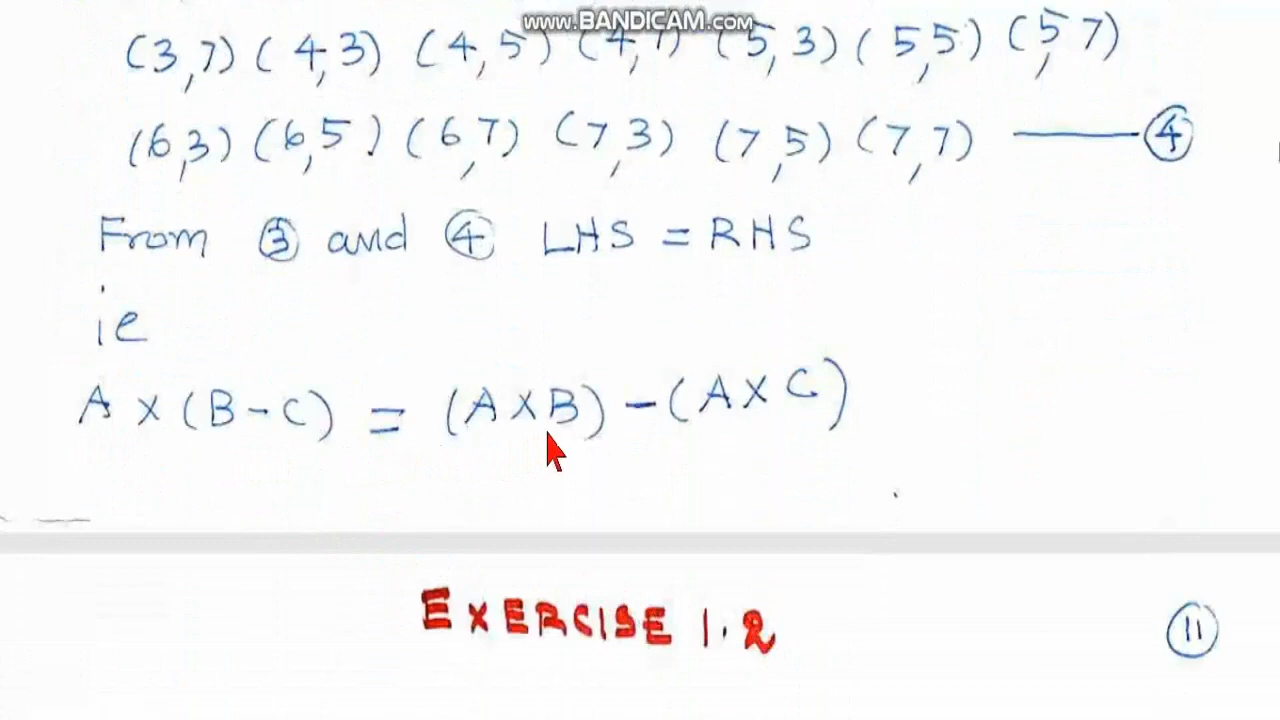 www.BANDICAM.com
(3,7) (4,3) (4,5) (4,7) (5,3) (5,5) (5,7)
(6,3) (6,5) (6,7) (7,3) (7,5) (7,7) —— ④
From ③ and ④ LHS = RHS
ie
A × (B - C) = (A × B) - (A × C)
EXERCISE 1.2
⑪